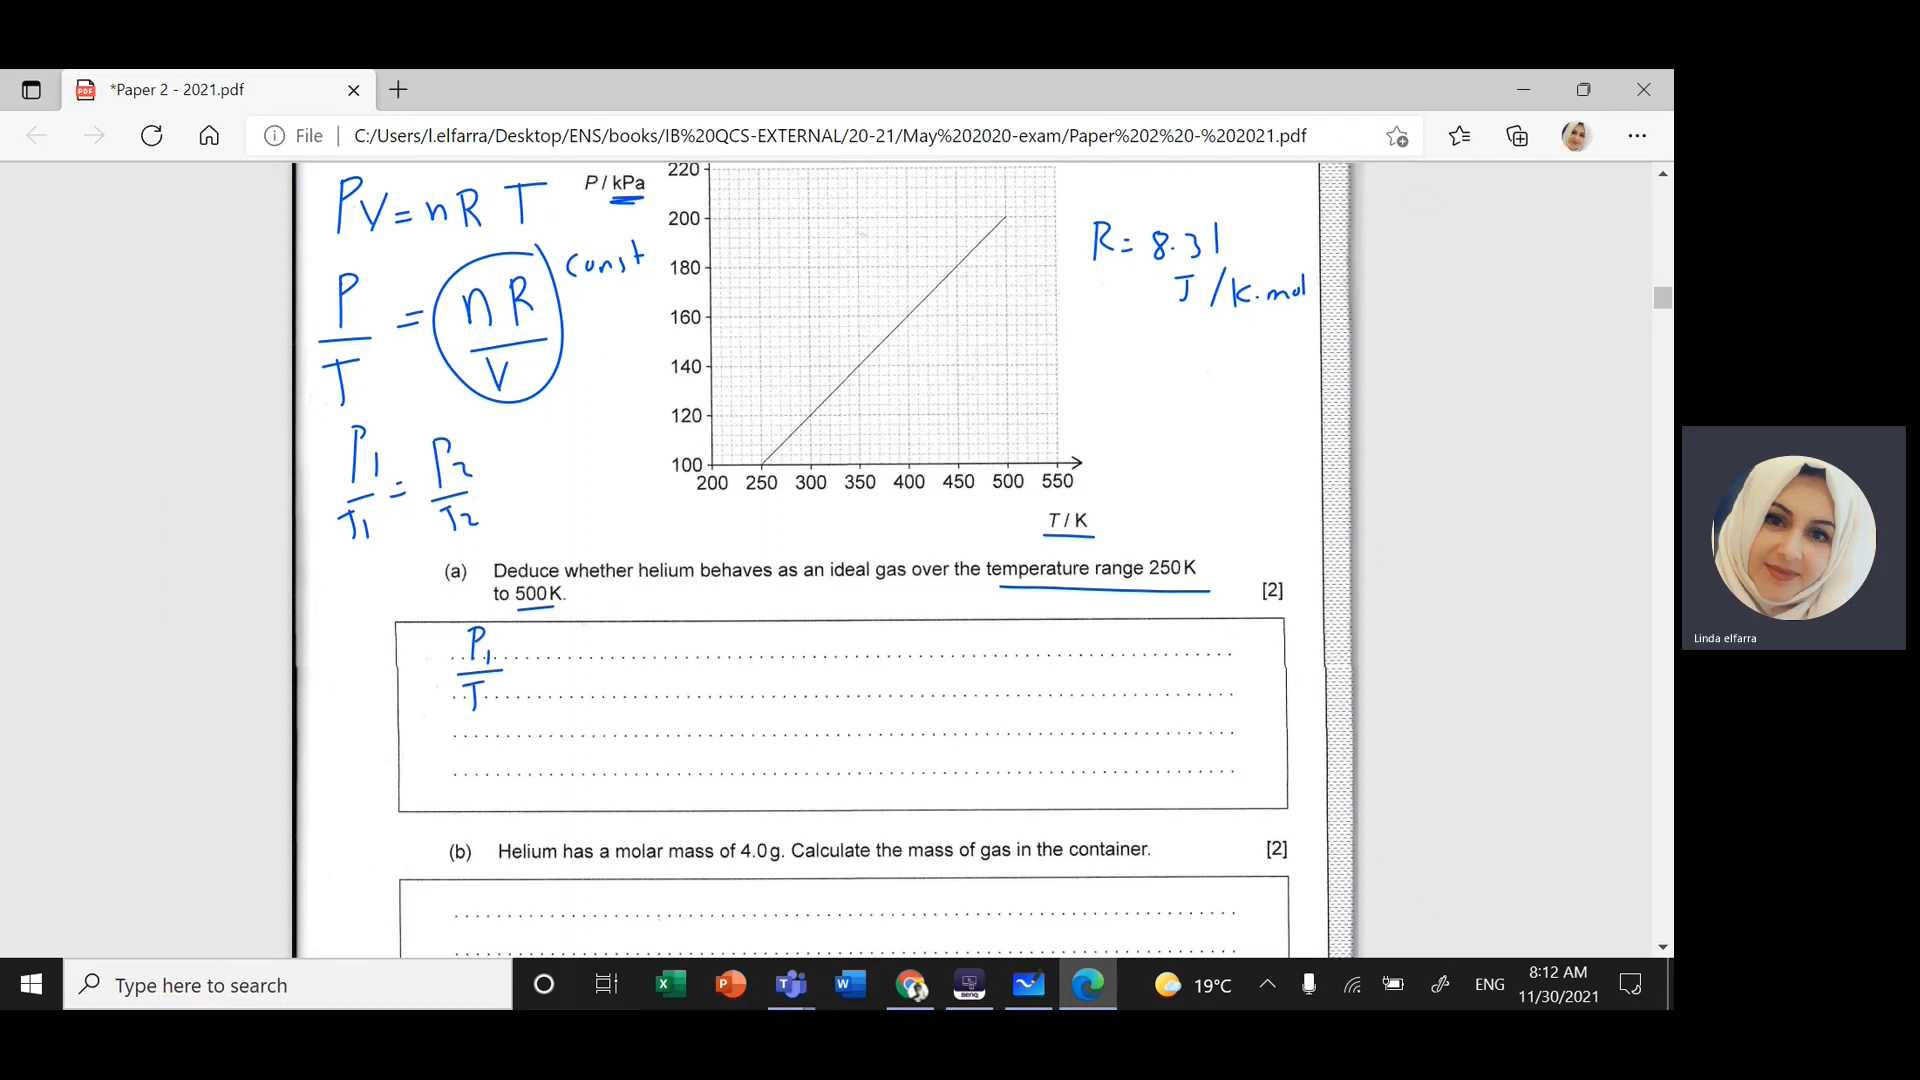 *Paper 2 - 2021.pdf
File
C:/Users/l.elfarra/Desktop/ENS/books/IB%20QCS-EXTERNAL/20-21/May%202020-exam/Paper%202%20-%202021.pdf
PV = nRT
P/T = nR/V const
P1/T1 = P2/T2
P / kPa
220
200
180
160
140
120
100
200 250 300 350 400 450 500 550
T / K
R = 8.31
J/K.mol
(a) Deduce whether helium behaves as an ideal gas over the temperature range 250 K
to 500 K. [2]
P1
T
(b) Helium has a molar mass of 4.0 g. Calculate the mass of gas in the container. [2]
Linda elfarra
Type here to search
19°C
ENG
8:12 AM
11/30/2021